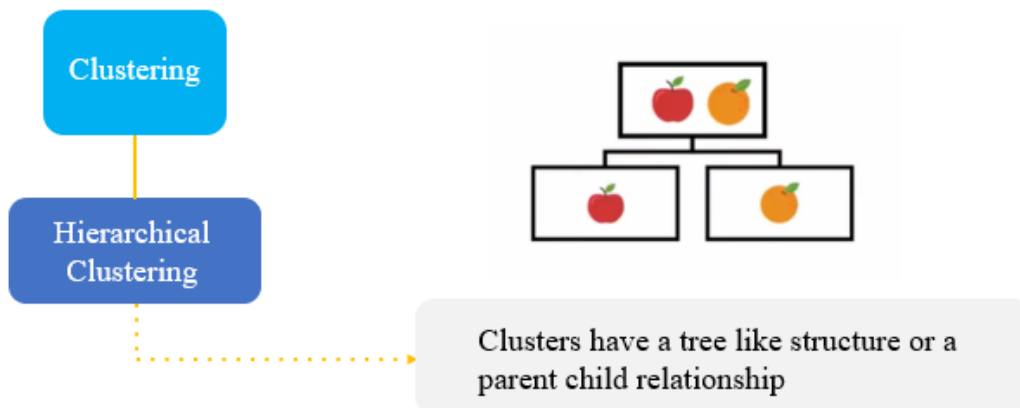 Clustering
Hierarchical
Clustering
Clusters have a tree like structure or a
parent child relationship